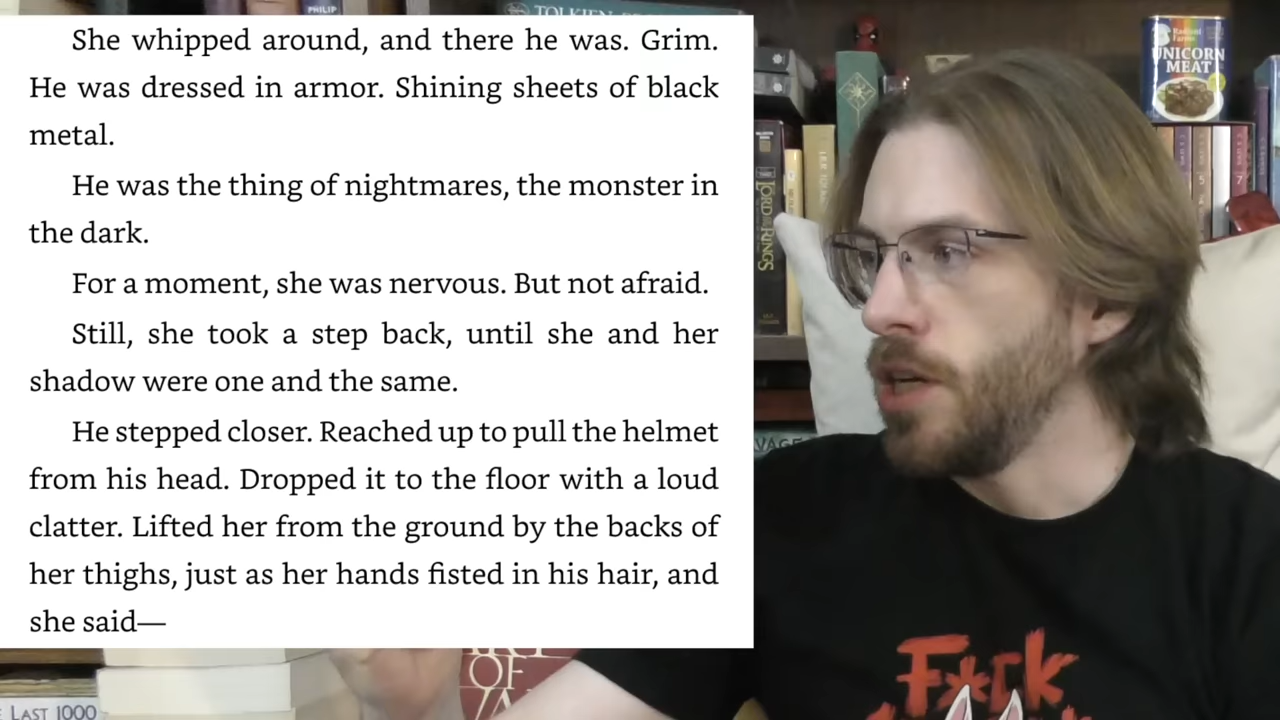 PHILIP
TOLKIEN
She whipped around, and there he was. Grim.
He was dressed in armor. Shining sheets of black
metal.
He was the thing of nightmares, the monster in
the dark.
For a moment, she was nervous. But not afraid.
Still, she took a step back, until she and her
shadow were one and the same.
He stepped closer. Reached up to pull the helmet
from his head. Dropped it to the floor with a loud
clatter. Lifted her from the ground by the backs of
her thighs, just as her hands fisted in his hair, and
she said—
UNICORN
MEAT
LORD
RINGS
7
OF
LAST 1000
F*ck